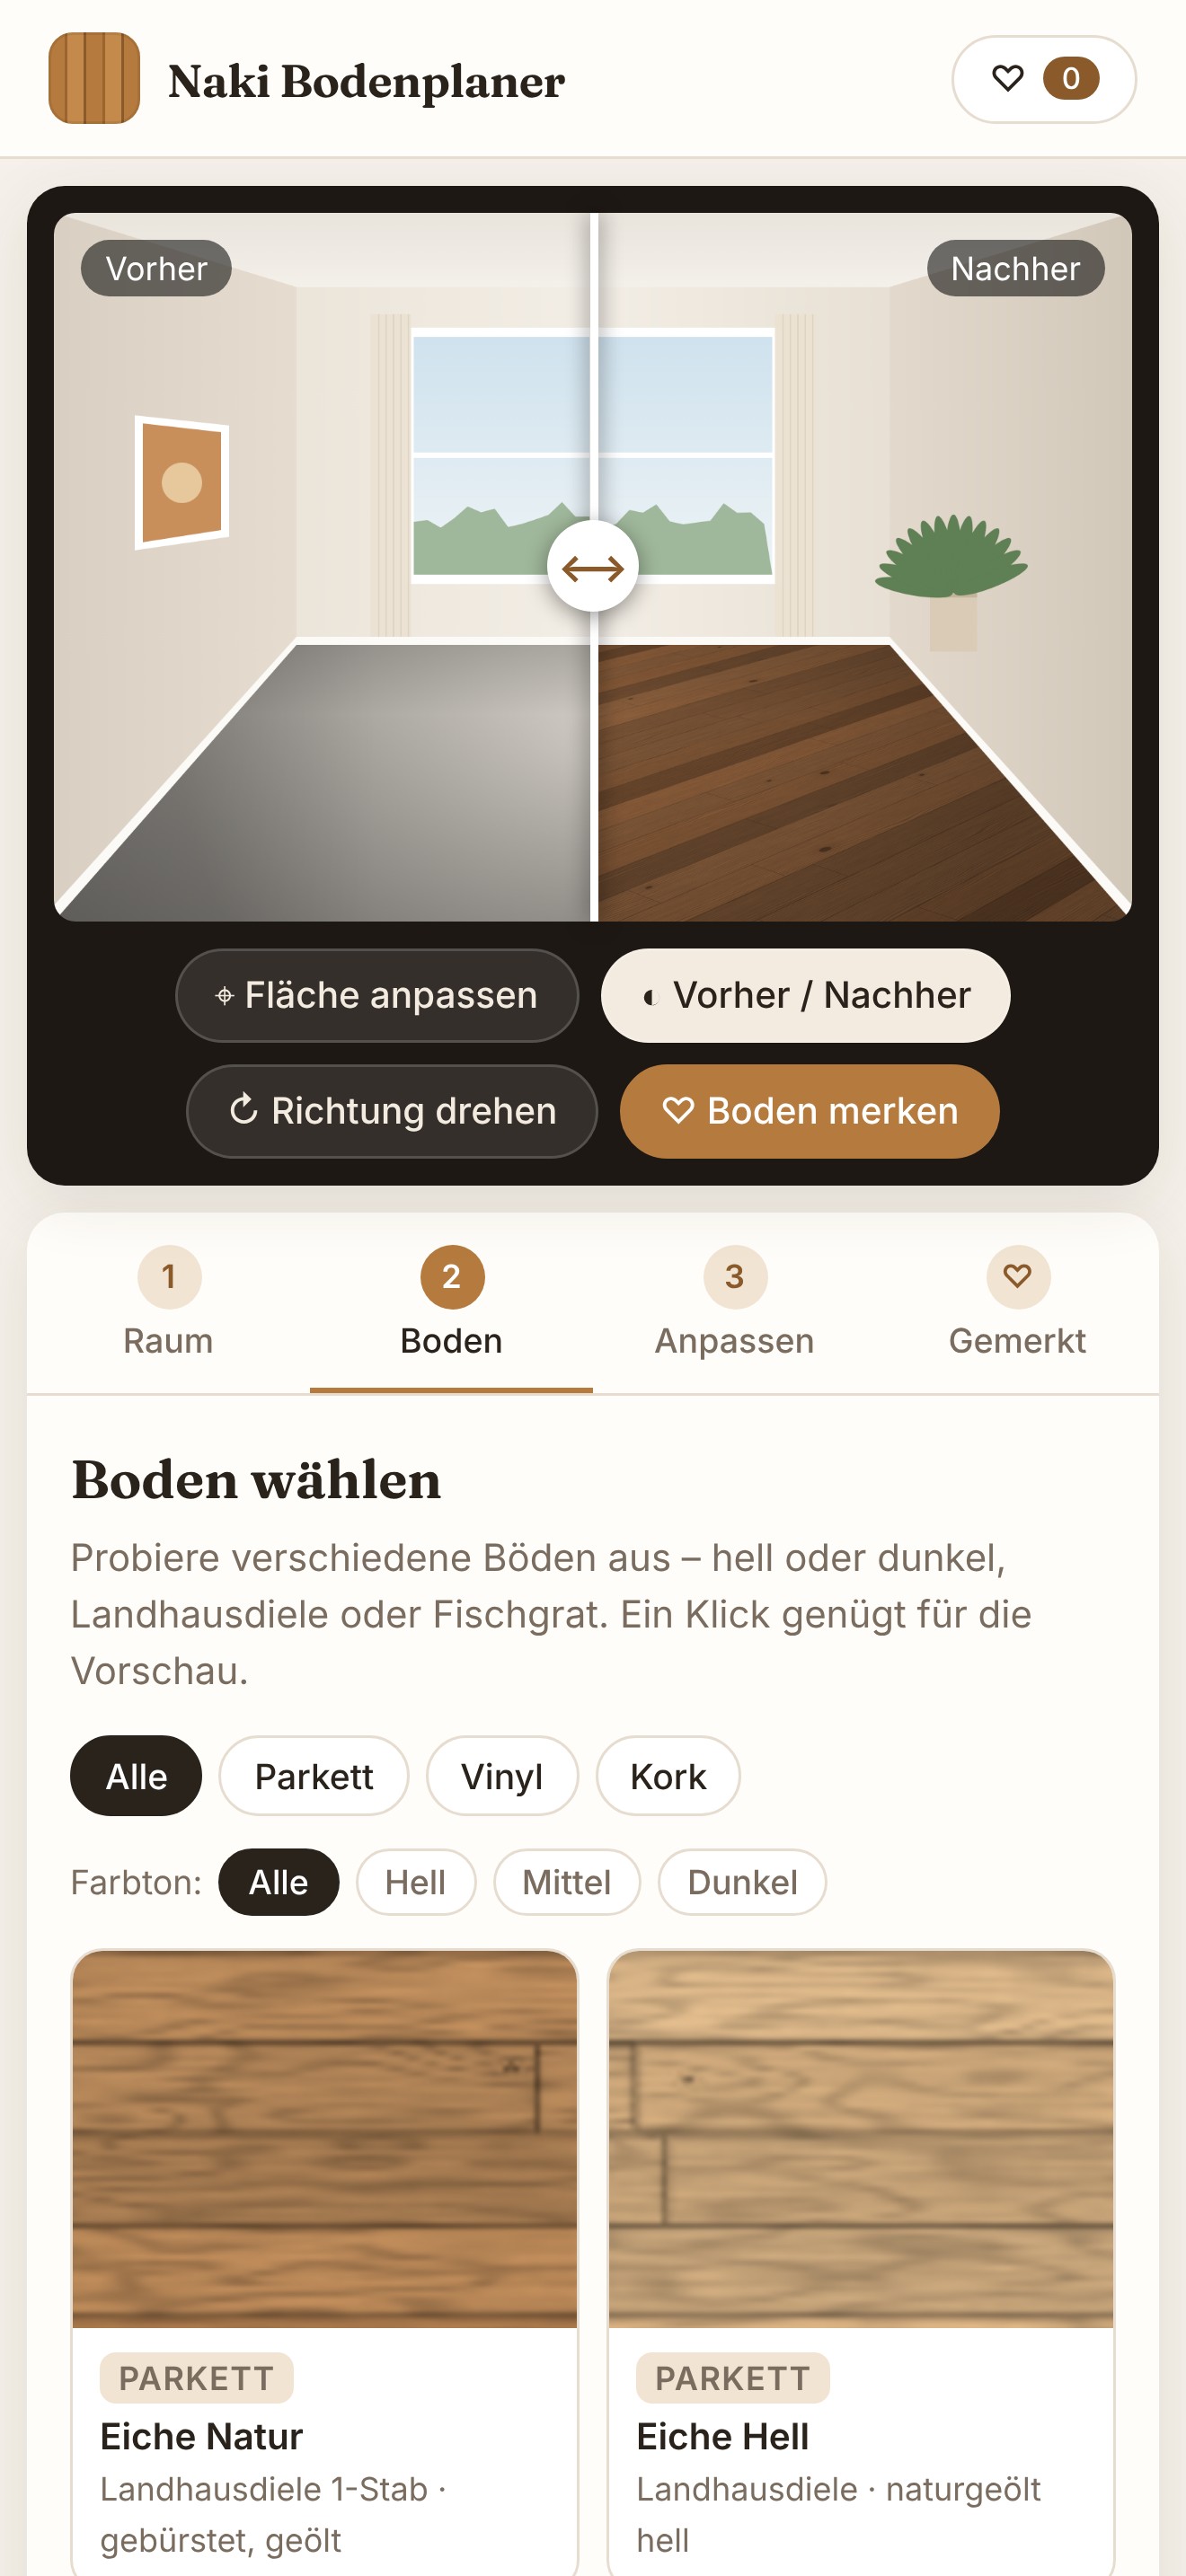 Naki Bodenplaner
♡ 0
Vorher
Nachher
⌖ Fläche anpassen
◐ Vorher / Nachher
↻ Richtung drehen
♡ Boden merken
1
2
3
♡
Raum
Boden
Anpassen
Gemerkt
Boden wählen
Probiere verschiedene Böden aus – hell oder dunkel,
Landhausdiele oder Fischgrat. Ein Klick genügt für die
Vorschau.
Alle
Parkett
Vinyl
Kork
Farbton:
Alle
Hell
Mittel
Dunkel
PARKETT
Eiche Natur
Landhausdiele 1-Stab ·
gebürstet, geölt
PARKETT
Eiche Hell
Landhausdiele · naturgeölt
hell